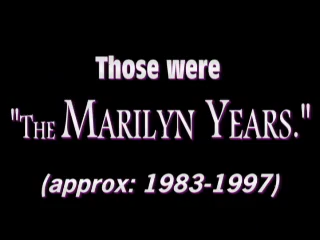 Those were
"THE MARILYN YEARS."
(approx: 1983-1997)